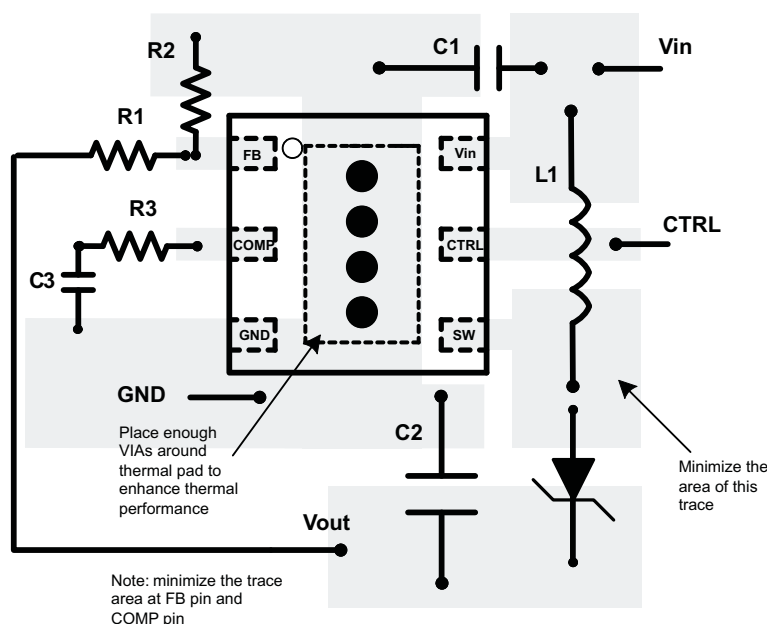 R2
C1
Vin
R1
FB
Vin
L1
R3
COMP
CTRL
CTRL
C3
GND
SW
GND
Place enough
VIAs around
thermal pad to
enhance thermal
performance
C2
Minimize the
area of this
trace
Vout
Note: minimize the trace
area at FB pin and
COMP pin